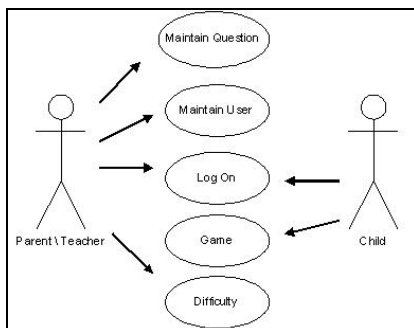 Maintain Question
Maintain User
Log On
Parent \ Teacher
Game
Child
Difficulty